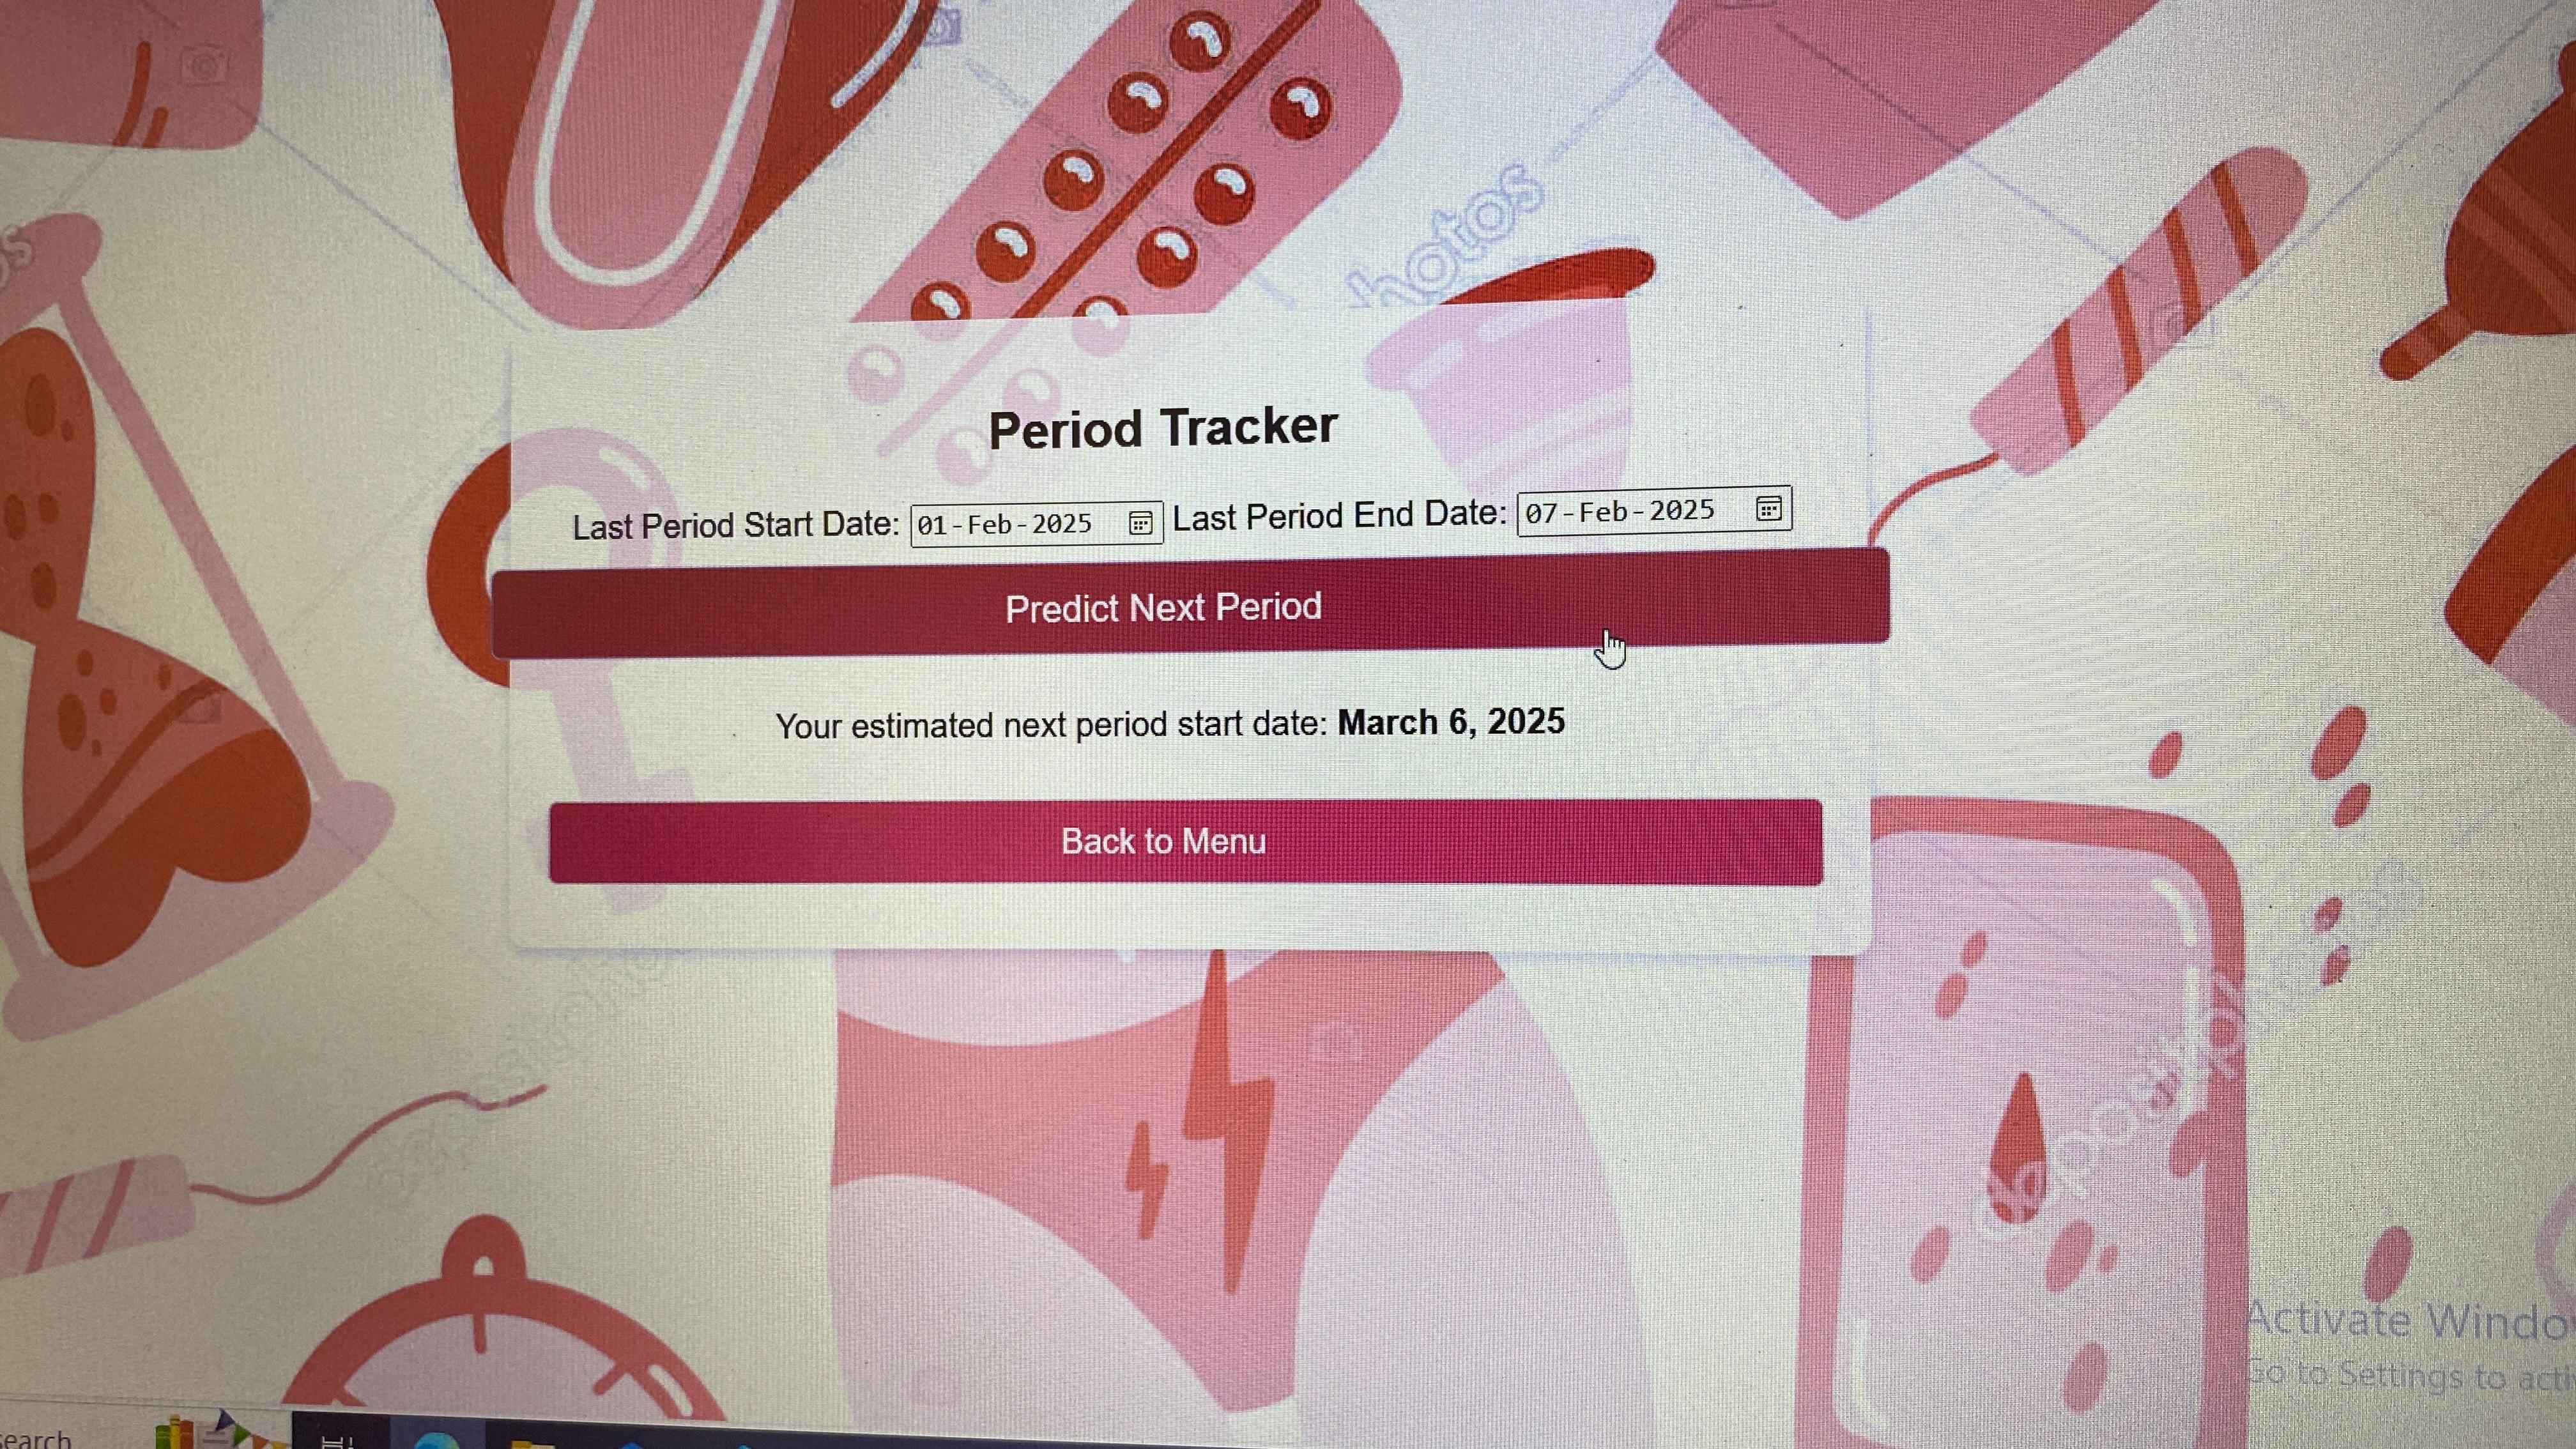 hotos
Period Tracker
Last Period Start Date: 01-Feb-2025 Last Period End Date: 07-Feb-2025
Predict Next Period
Your estimated next period start date: March 6, 2025
Back to Menu
Activate Windo
Go to Settings to acti
search